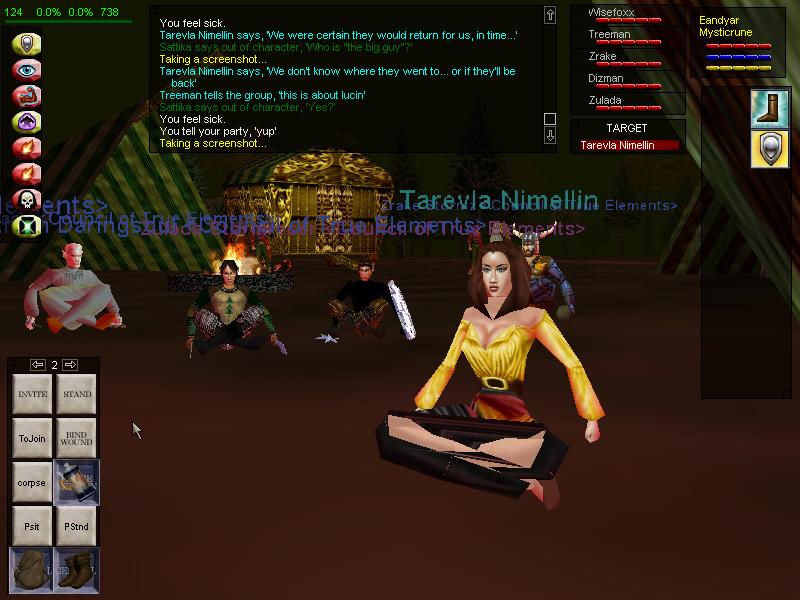 124 0.0% 0.0% 738
You feel sick.
Tarevla Nimellin says, 'We were certain they would return for us, in time...'
Sattika says out of character, 'Who is "the big guy"?'
Taking a screenshot...
Tarevla Nimellin says, 'We don't know where they went... or if they'll be
back'
Treeman tells the group, 'this is about lucin'
Sattika says out of character, 'Yes?'
You feel sick.
You tell your party, 'yup'
Taking a screenshot...
Wisefoxx
Treeman
Zrake
Dizman
Zulada
TARGET
Tarevla Nimellin
Eandyar
Mysticrune
Tarevla Nimellin
2
INVITE
STAND
ToJoin
BIND
WOUND
corpse
Psit
PStnd